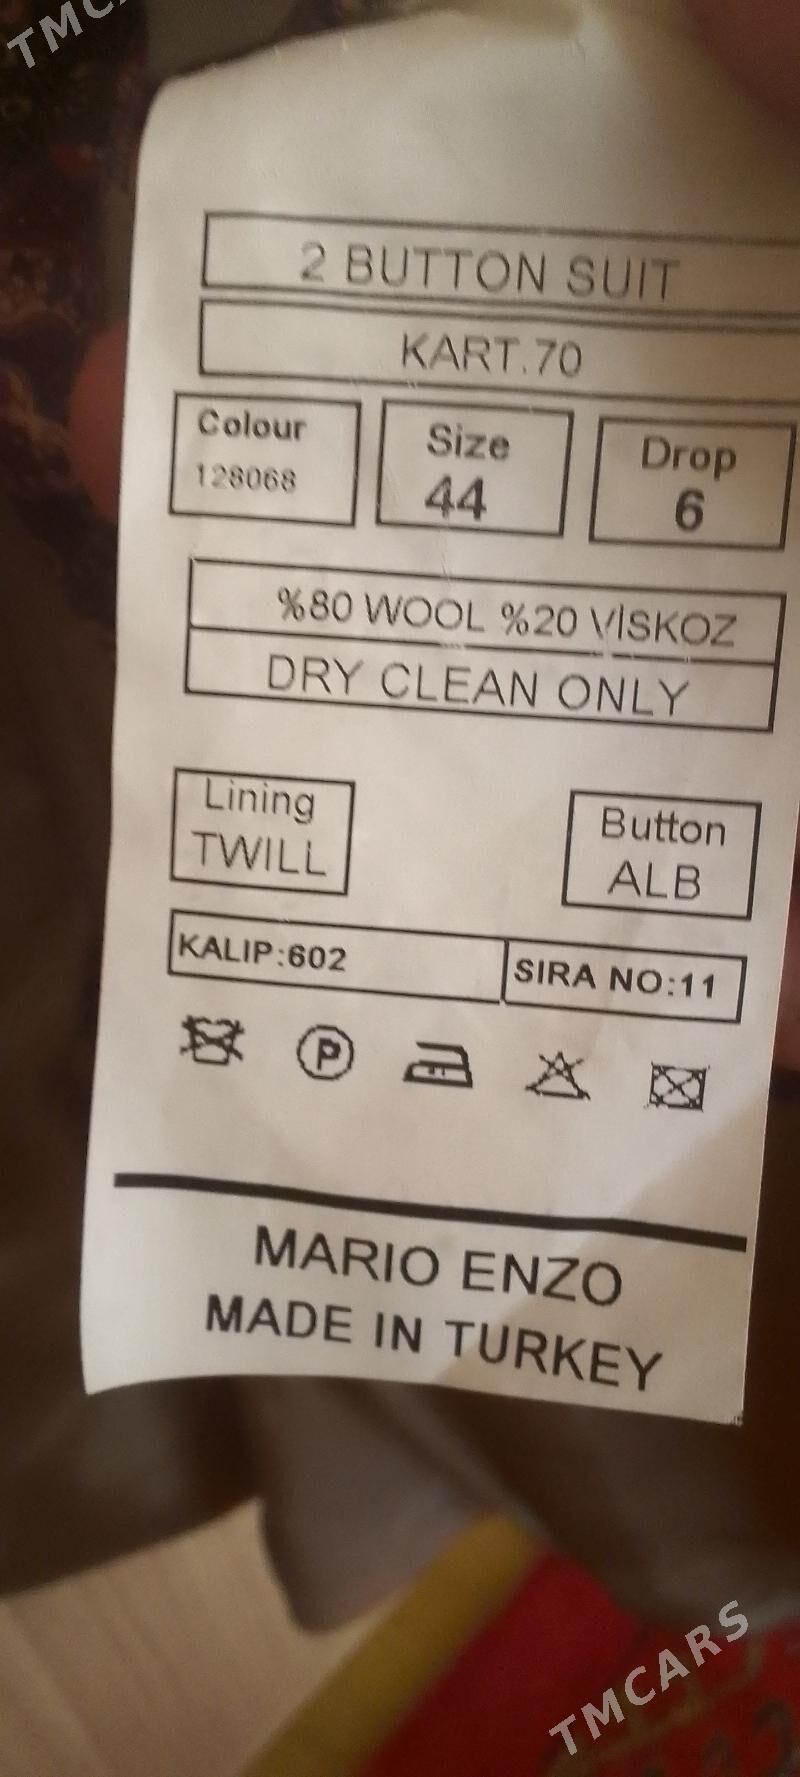 TMCA
2 BUTTON SUIT
KART.70
Colour
128068
Size
44
Drop
6
%80 WOOL %20 VİSKOZ
DRY CLEAN ONLY
Lining
TWILL
Button
ALB
KALIP:602
SIRA NO:11
P
MARIO ENZO
MADE IN TURKEY
TMCARS